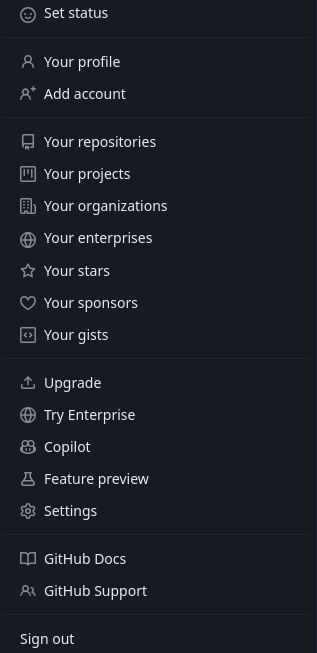 Set status
Your profile
Add account
Your repositories
Your projects
Your organizations
Your enterprises
Your stars
Your sponsors
Your gists
Upgrade
Try Enterprise
Copilot
Feature preview
Settings
GitHub Docs
GitHub Support
Sign out